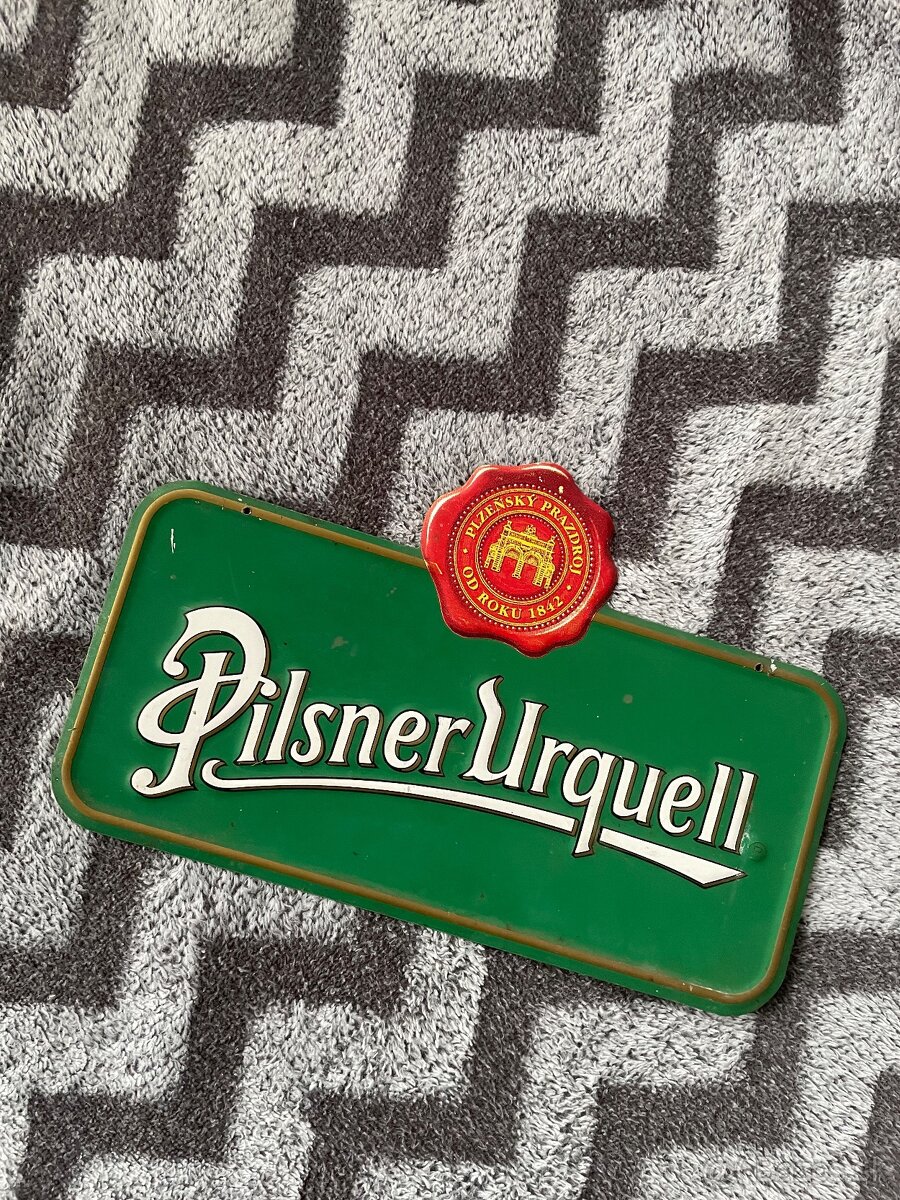 PLZEŇSKÝ PRAZDROJ
OD ROKU 1842
Pilsner Urquell